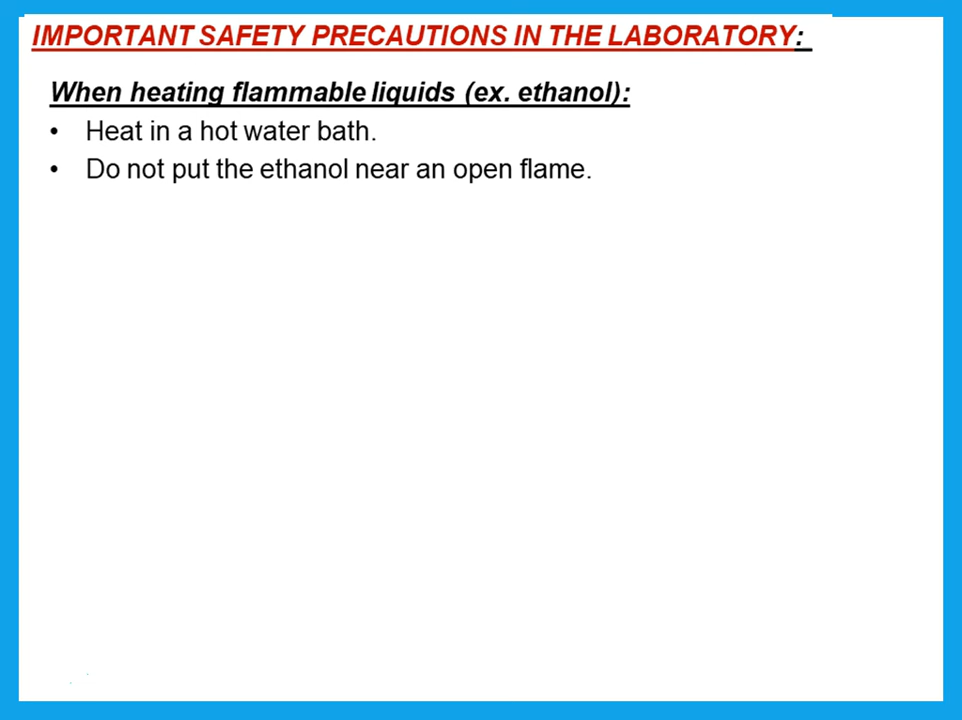 IMPORTANT SAFETY PRECAUTIONS IN THE LABORATORY:
When heating flammable liquids (ex. ethanol):
• Heat in a hot water bath.
• Do not put the ethanol near an open flame.